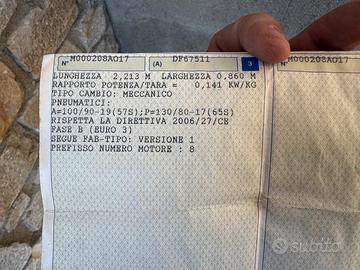 N° M000208AO17 (A) DF67511 3 N° M000208AO17
LUNGHEZZA 2,213 M LARGHEZZA 0,860 M
RAPPORTO POTENZA/TARA = 0,141 KW/KG
TIPO CAMBIO: MECCANICO
PNEUMATICI:
A=100/90-19(57S);P=130/80-17(65S)
RISPETTA LA DIRETTIVA 2006/27/CE
FASE B (EURO 3)
SEGUE FAB-TIPO: VERSIONE 1
PREFISSO NUMERO MOTORE : 8
subito